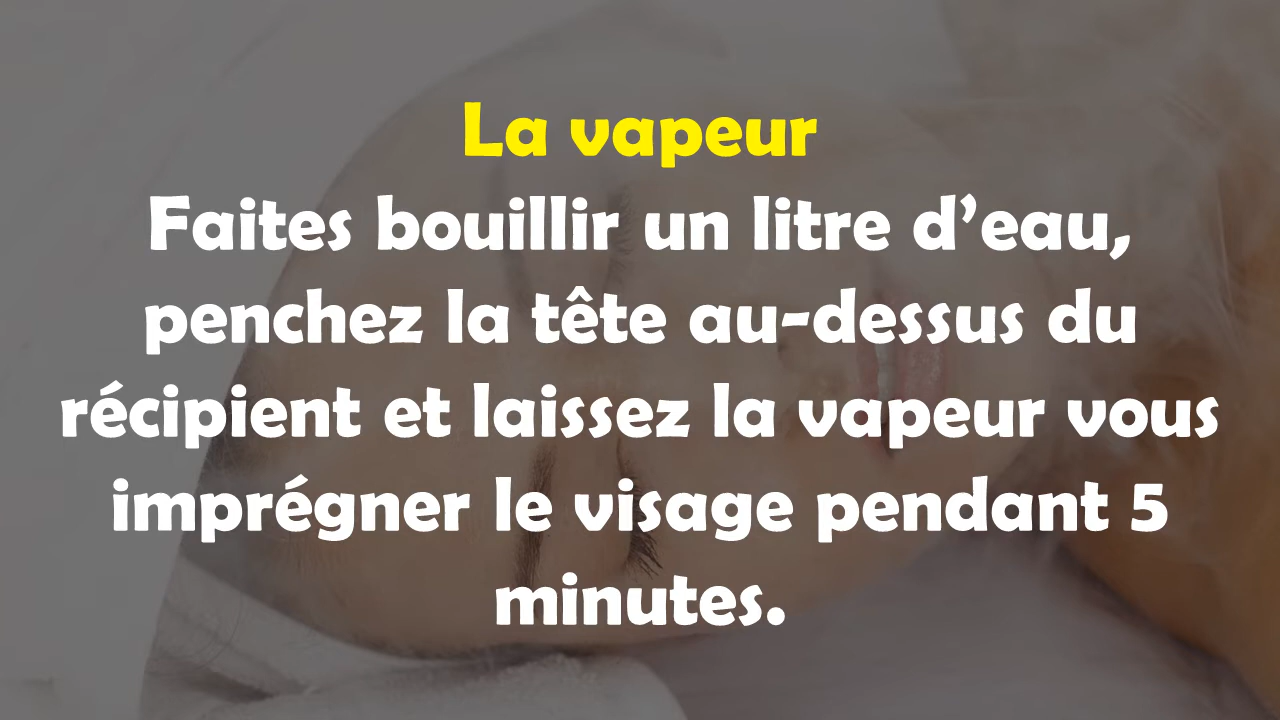 La vapeur
Faites bouillir un litre d’eau,
penchez la tête au-dessus du
récipient et laissez la vapeur vous
imprégner le visage pendant 5
minutes.